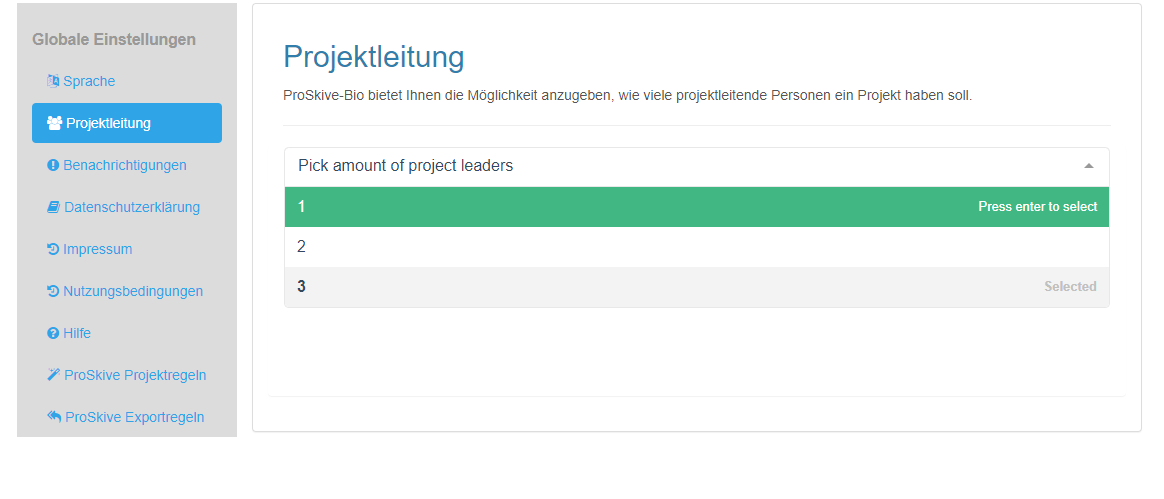 Globale Einstellungen
Sprache
Projektleitung
Benachrichtigungen
Datenschutzerklärung
Impressum
Nutzungsbedingungen
Hilfe
ProSkive Projektregeln
ProSkive Exportregeln
Projektleitung
ProSkive-Bio bietet Ihnen die Möglichkeit anzugeben, wie viele projektleitende Personen ein Projekt haben soll.
Pick amount of project leaders
1 Press enter to select
2
3 Selected